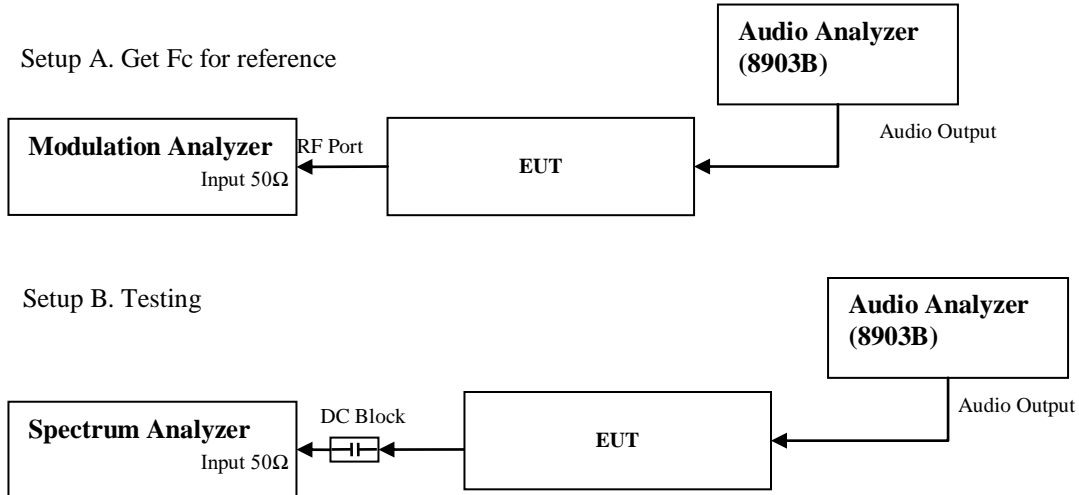 Setup A. Get Fc for reference
Audio Analyzer
(8903B)
Audio Output
Modulation Analyzer
Input 50Ω
RF Port
EUT
Setup B. Testing
Audio Analyzer
(8903B)
Audio Output
Spectrum Analyzer
Input 50Ω
DC Block
EUT